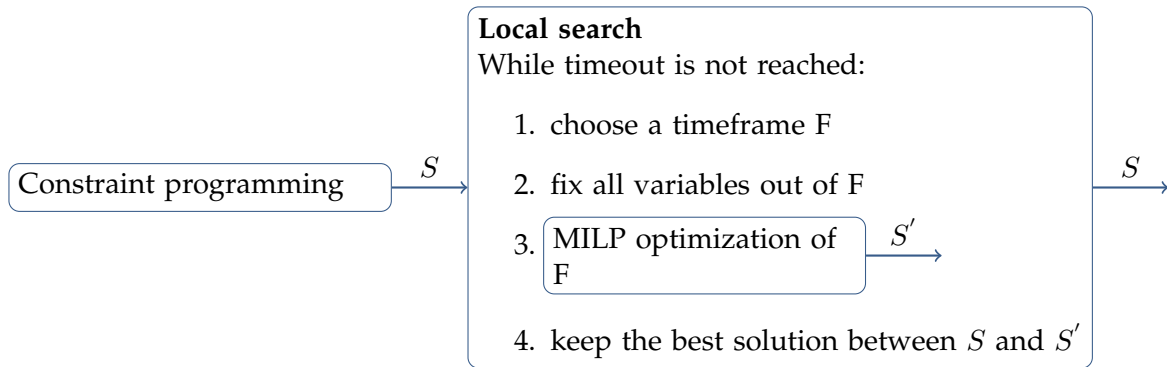 Local search
While timeout is not reached:
1. choose a timeframe F
Constraint programming
S
2. fix all variables out of F
S
3. MILP optimization of
F
S′
4. keep the best solution between S and S′